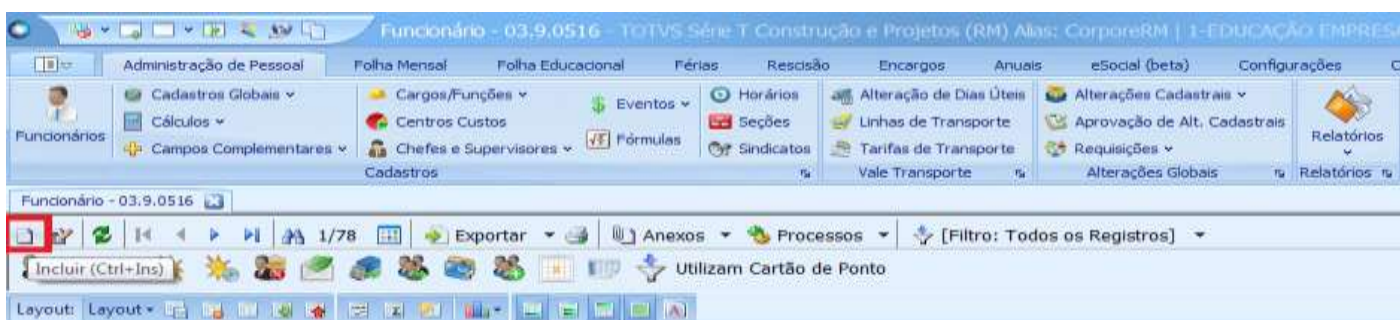 Funcionário - 03.9.0516 - TOTVS Série T Construção e Projetos (RM) Alias: CorporeRM | 1-EDUCAÇÃO EMPRESA
Administração de Pessoal Folha Mensal Folha Educacional Férias Rescisão Encargos Anuais eSocial (beta) Configurações
Cadastros Globais Cargos/Funções Eventos Horários Alteração de Dias Úteis Alterações Cadastrais
Funcionários Cálculos Centros Custos Fórmulas Seções Linhas de Transporte Aprovação de Alt. Cadastrais Relatórios
Campos Complementares Chefes e Supervisores Sindicatos Tarifas de Transporte Requisições
Cadastros Vale Transporte Alterações Globais Relatórios
Funcionário - 03.9.0516
1/78 Exportar Anexos Processos [Filtro: Todos os Registros]
Incluir (Ctrl+Ins) Utilizam Cartão de Ponto
Layout: Layout